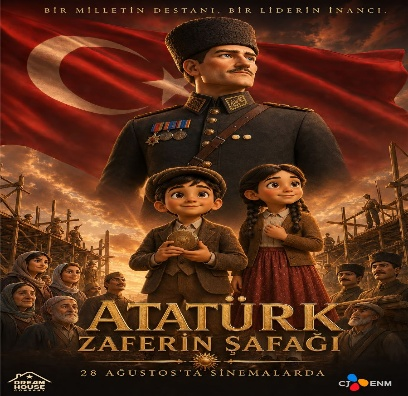 BİR MİLLETİN DESTANI. BİR LİDERİN İNANCI.
ATATÜRK
ZAFERİN ŞAFAĞI
28 AĞUSTOS'TA SİNEMALARDA
DREAM
HOUSE
CJ ENM